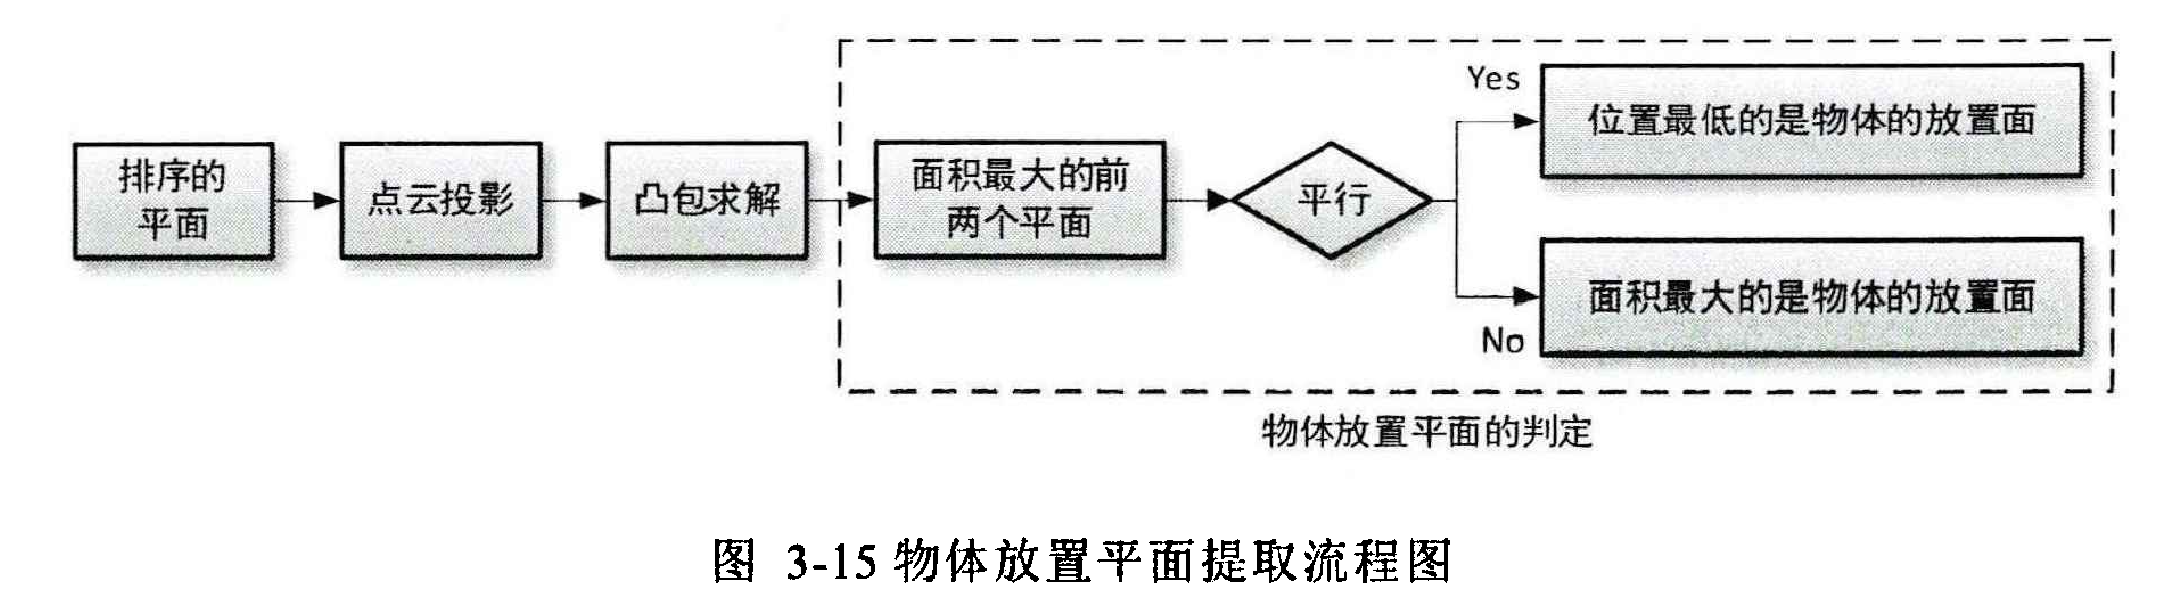 排序的
平面
点云投影
凸包求解
面积最大的前
两个平面
平行
Yes
位置最低的是物体的放置面
No
面积最大的是物体的放置面
物体放置平面的判定
图 3-15 物体放置平面提取流程图